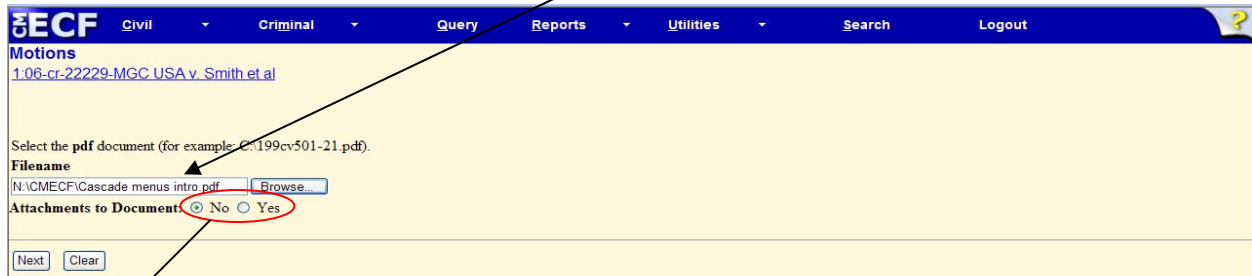 CM ECF Civil Criminal Query Reports Utilities Search Logout ?
Motions
1:06-cr-22229-MGC USA v. Smith et al
Select the pdf document (for example: C:\199cv501-21.pdf).
Filename
N:\CMECF\Cascade menus intro.pdf Browse...
Attachments to Document: No Yes
Next Clear